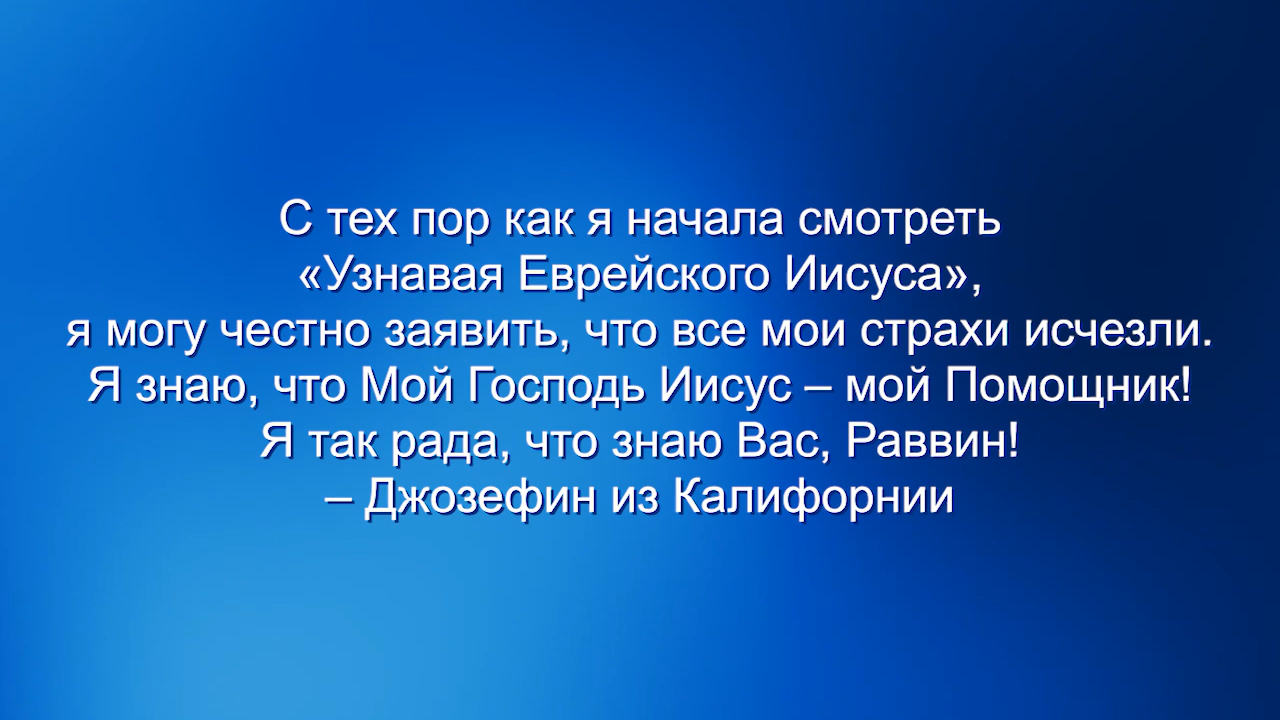 С тех пор как я начала смотреть
«Узнавая Еврейского Иисуса»,
я могу честно заявить, что все мои страхи исчезли.
Я знаю, что Мой Господь Иисус – мой Помощник!
Я так рада, что знаю Вас, Раввин!
– Джозефин из Калифорнии